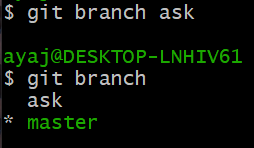 $ git branch ask
ayaj@DESKTOP-LNHIV61
$ git branch
ask
* master